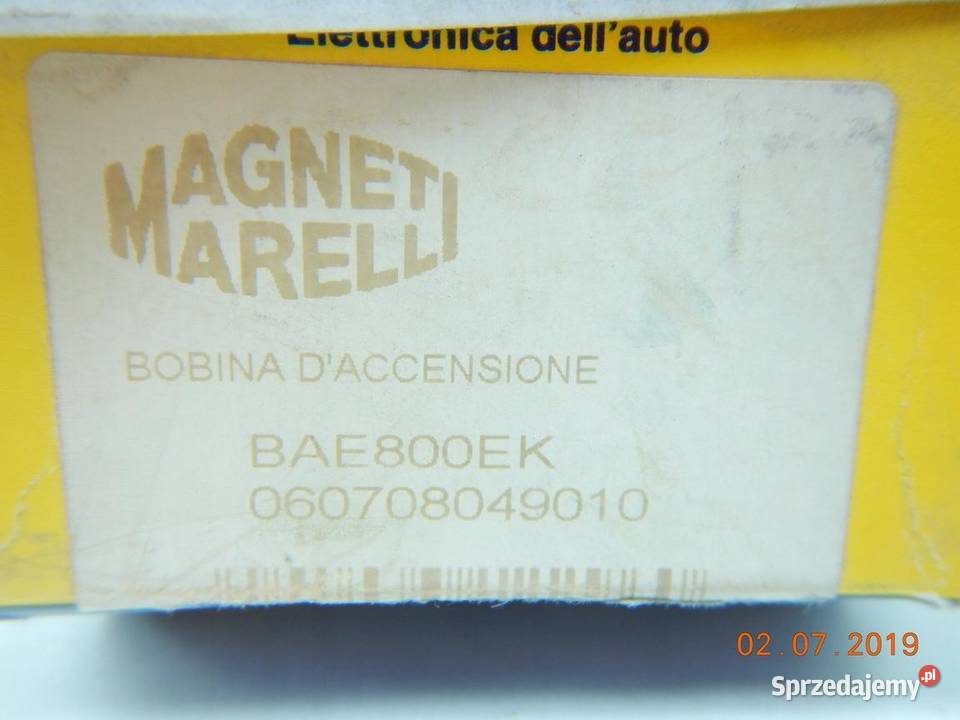 Elettronica dell'auto
MAGNETI
MARELLI
BOBINA D'ACCENSIONE
BAE800EK
060708049010
02.07.2019
Sprzedajemy.pl